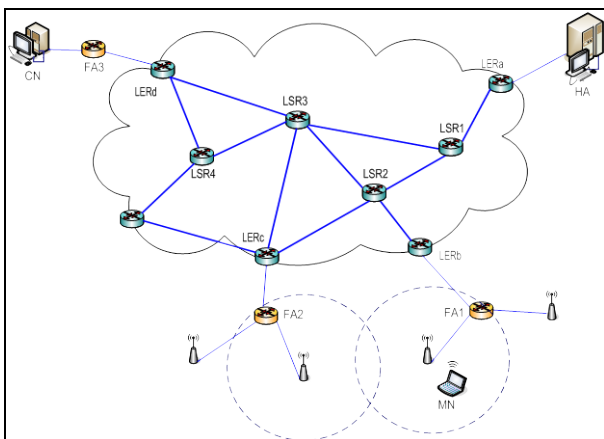 CN
FA3
LERd
LSR3
LERa
HA
LSR1
LSR4
LSR2
LERc
LERb
FA2
FA1
MN